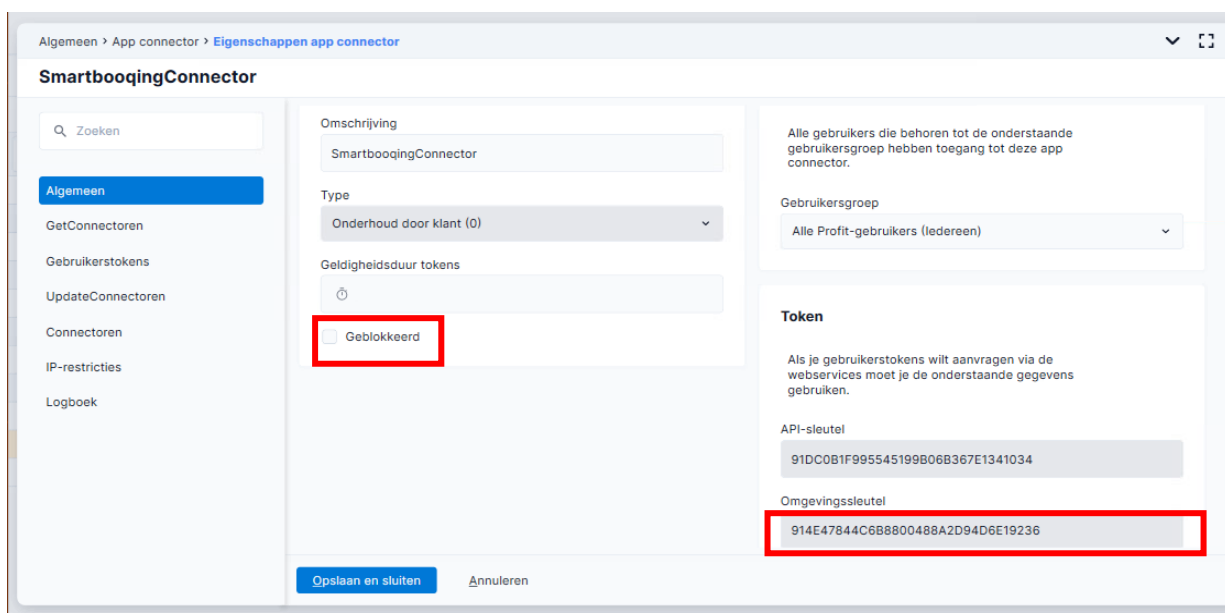 Algemeen > App connector > Eigenschappen app connector
SmartbooqingConnector
Zoeken
Algemeen
GetConnectoren
Gebruikerstokens
UpdateConnectoren
Connectoren
IP-restricties
Logboek
Omschrijving
SmartbooqingConnector
Type
Onderhoud door klant (0)
Geldigheidsduur tokens
Geblokkeerd
Alle gebruikers die behoren tot de onderstaande
gebruikersgroep hebben toegang tot deze app
connector.
Gebruikersgroep
Alle Profit-gebruikers (Iedereen)
Token
Als je gebruikerstokens wilt aanvragen via de
webservices moet je de onderstaande gegevens
gebruiken.
API-sleutel
91DC0B1F995545199B06B367E1341034
Omgevingssleutel
914E47844C6B8800488A2D94D6E19236
Opslaan en sluiten
Annuleren